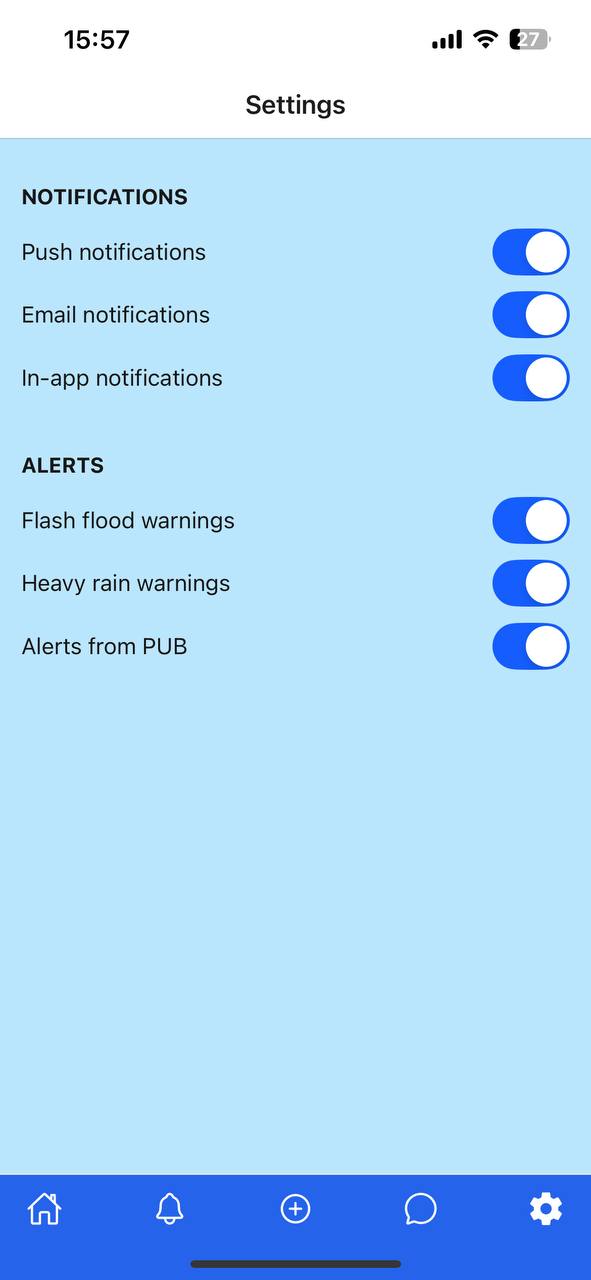 15:57
27
Settings
NOTIFICATIONS
Push notifications
Email notifications
In-app notifications
ALERTS
Flash flood warnings
Heavy rain warnings
Alerts from PUB